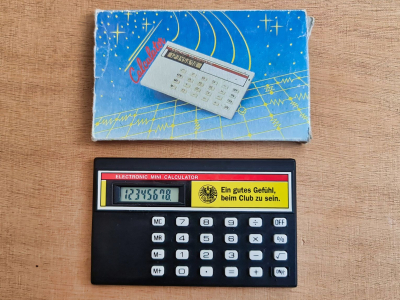 Calculator
12345678
ELECTRONIC MINI CALCULATOR
12345678
Ein gutes Gefühl,
beim Club zu sein.
MC 7 8 9 ÷ OFF
MR 4 5 6 ×
M- 1 2 3 - √
M+ 0 · = +